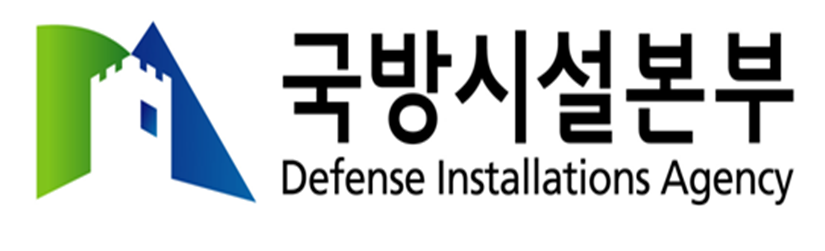 국방시설본부
Defense Installations Agency